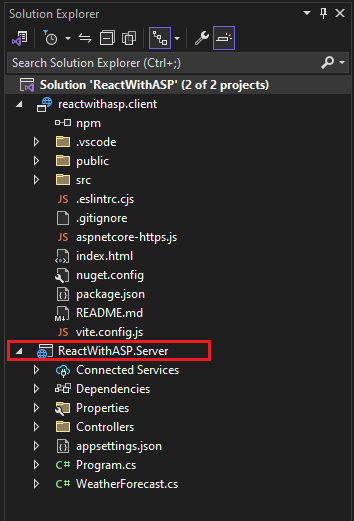 Solution Explorer
Search Solution Explorer (Ctrl+;)
Solution 'ReactWithASP' (2 of 2 projects)
reactwithasp.client
npm
.vscode
public
src
JS .eslintrc.cjs
.gitignore
JS aspnetcore-https.js
index.html
nuget.config
package.json
README.md
JS vite.config.js
ReactWithASP.Server
Connected Services
Dependencies
Properties
Controllers
appsettings.json
C# Program.cs
C# WeatherForecast.cs